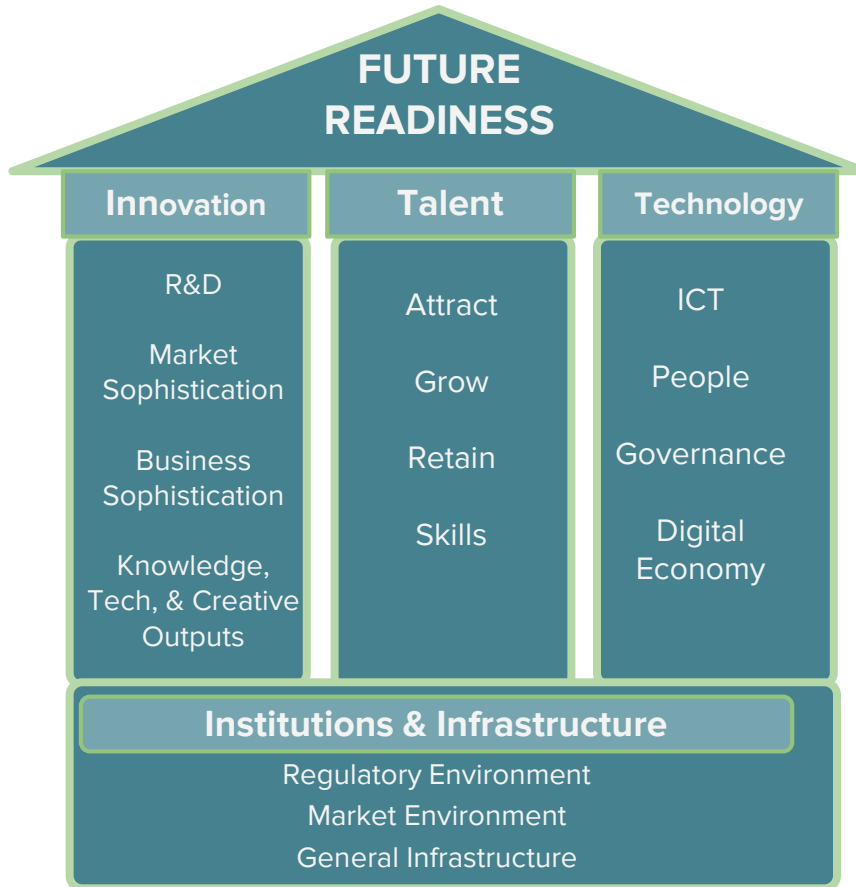 FUTURE
READINESS
Innovation
R&D
Market
Sophistication
Business
Sophistication
Knowledge,
Tech, & Creative
Outputs
Talent
Attract
Grow
Retain
Skills
Technology
ICT
People
Governance
Digital
Economy
Institutions & Infrastructure
Regulatory Environment
Market Environment
General Infrastructure